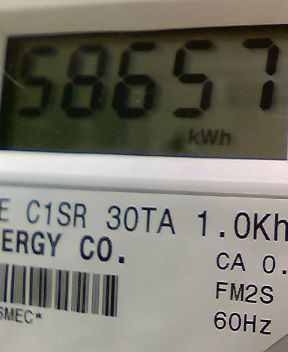 58657
kWh
E C1SR 30TA 1.0Kh
ERGY CO.
CA 0.
FM2S
60Hz
SMEC*